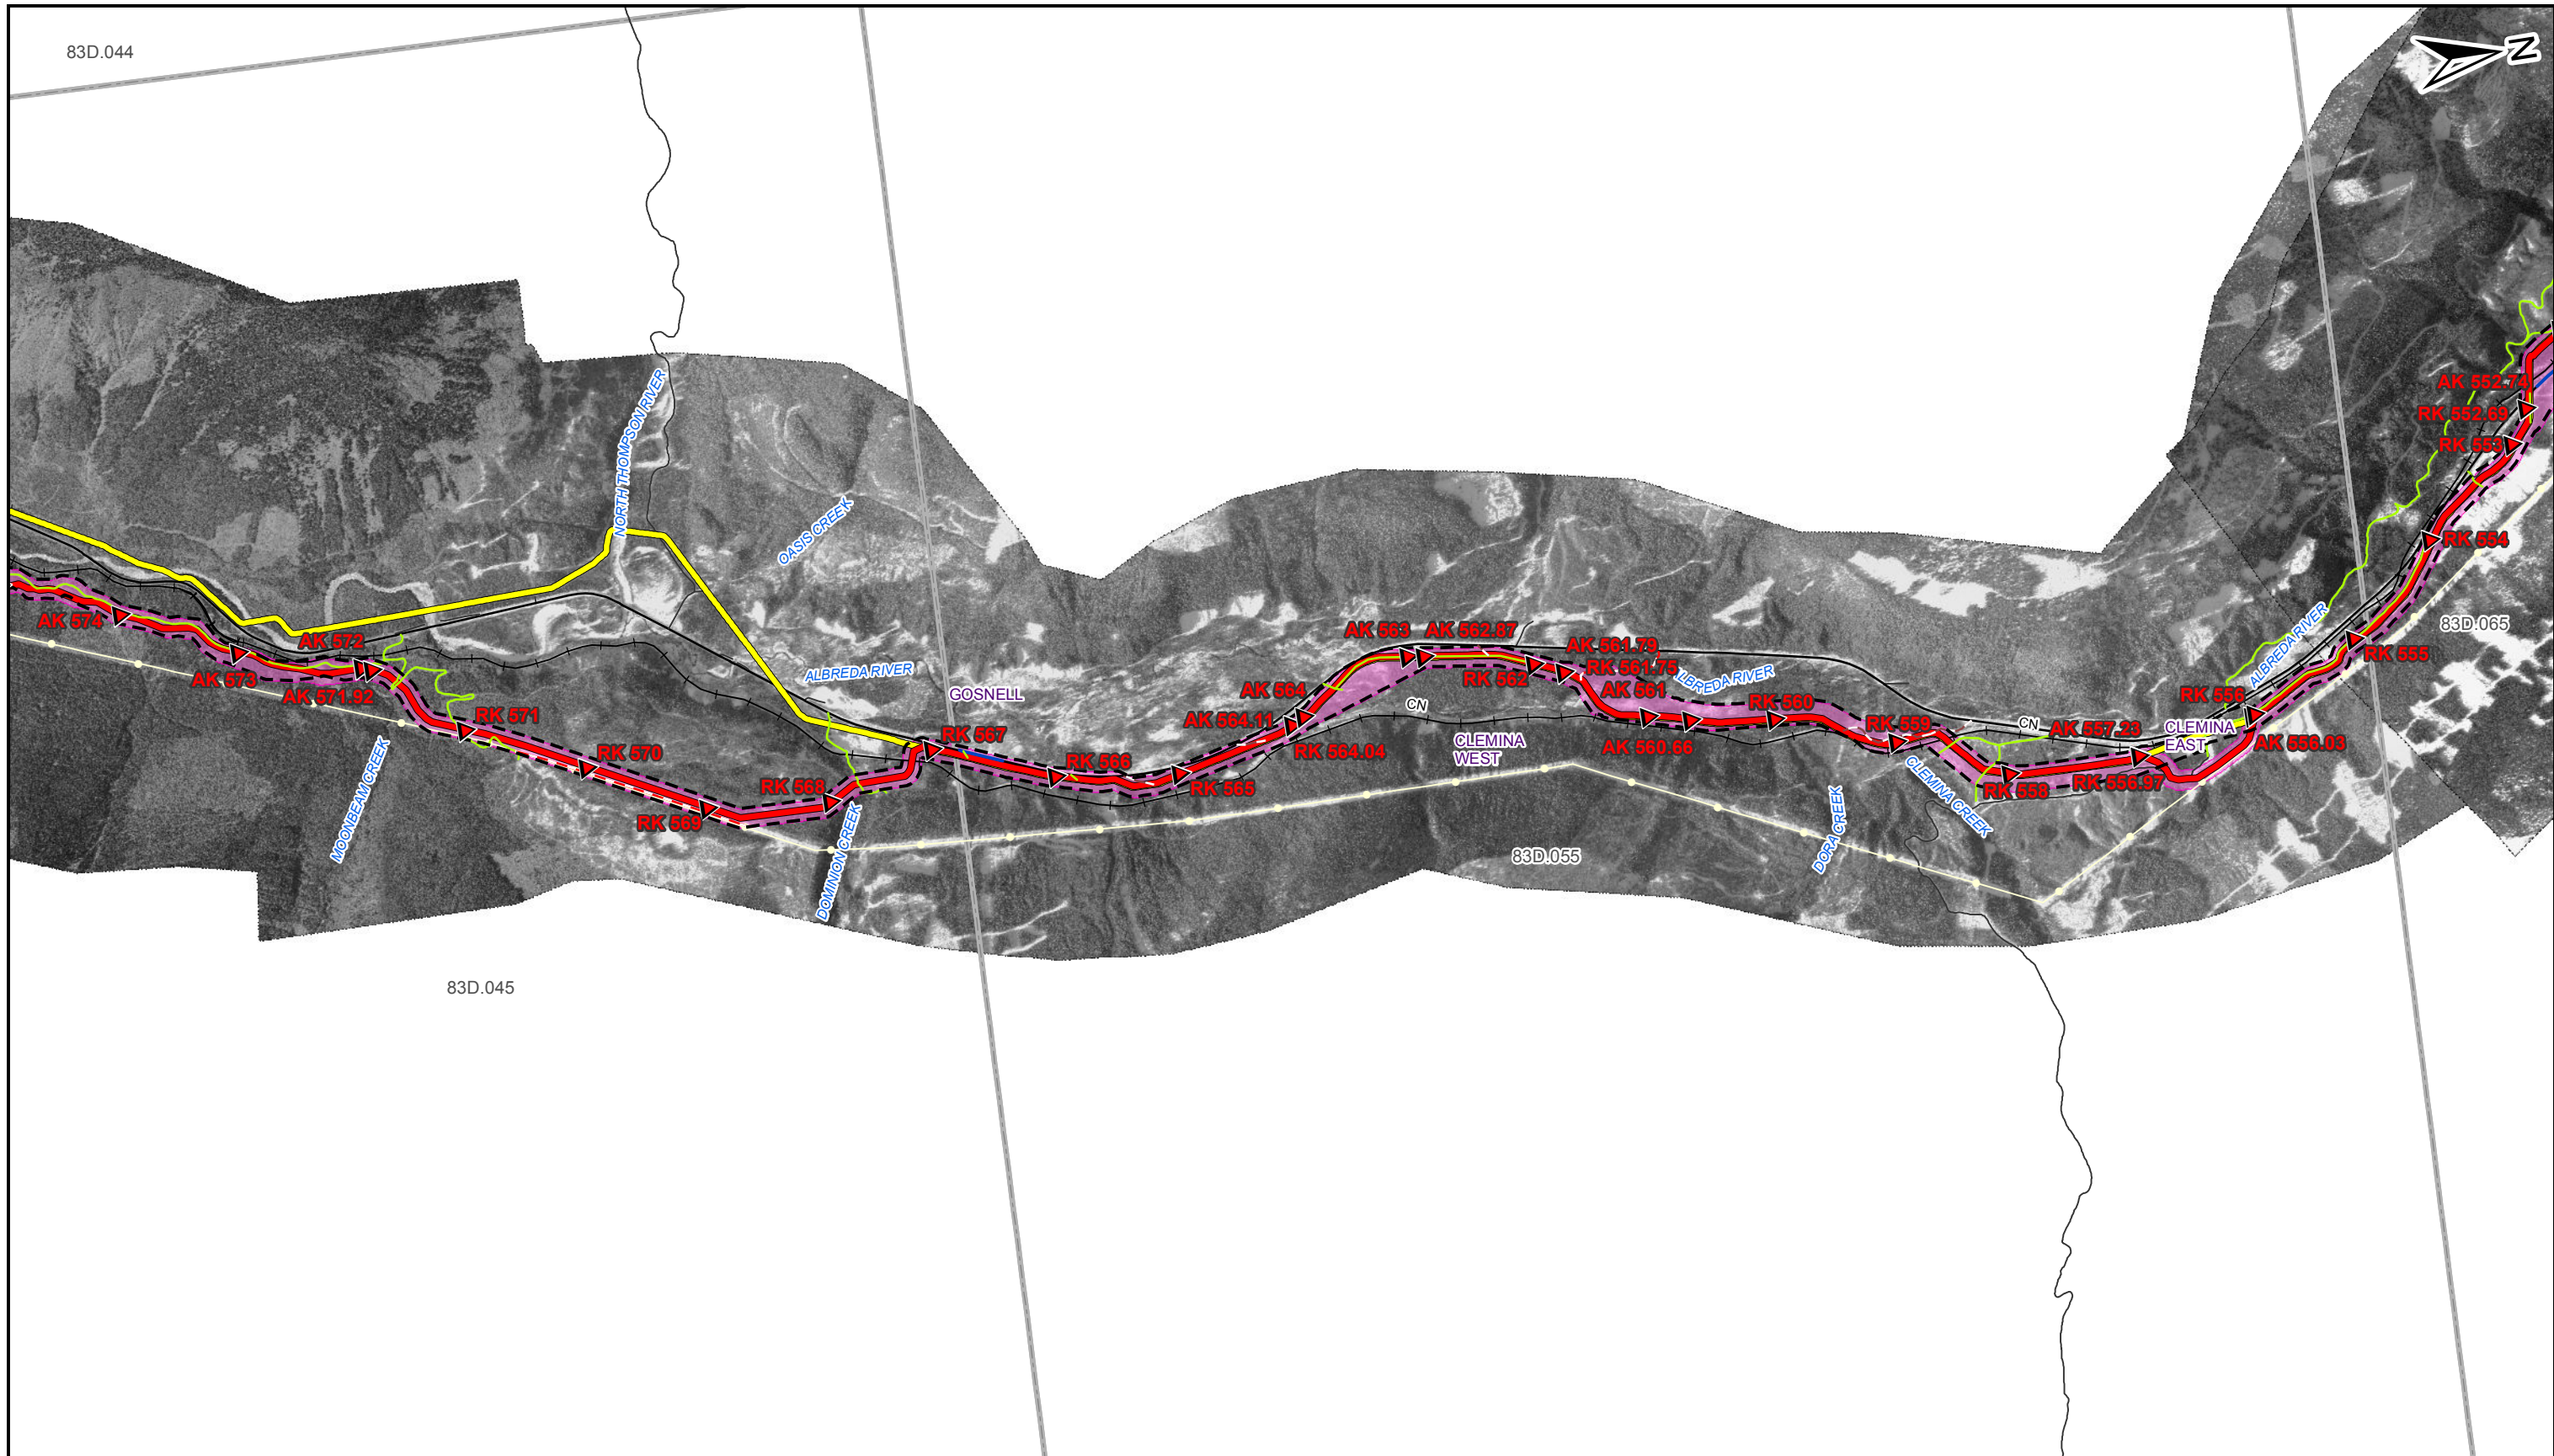 83D.044
N
NORTH THOMPSON RIVER
OASIS CREEK
AK 552.74
RK 552.69
RK 553
RK 554
83D.065
ALBREDA RIVER
RK 555
AK 574
AK 572
AK 573
AK 571.92
RK 571
MOONBEAM CREEK
RK 570
RK 569
RK 568
DOMINION CREEK
ALBREDA RIVER
GOSNELL
RK 567
RK 566
RK 565
AK 563
AK 562.87
AK 564
AK 564.11
RK 564.04
CN
CLEMINA
WEST
RK 562
AK 561.79
RK 561.75
AK 561
ALBREDA RIVER
AK 560.66
RK 560
RK 559
CN
AK 557.23
CLEMINA
EAST
RK 556
AK 556.03
RK 556.97
RK 558
CLEMINA CREEK
DORA CREEK
83D.055
83D.045